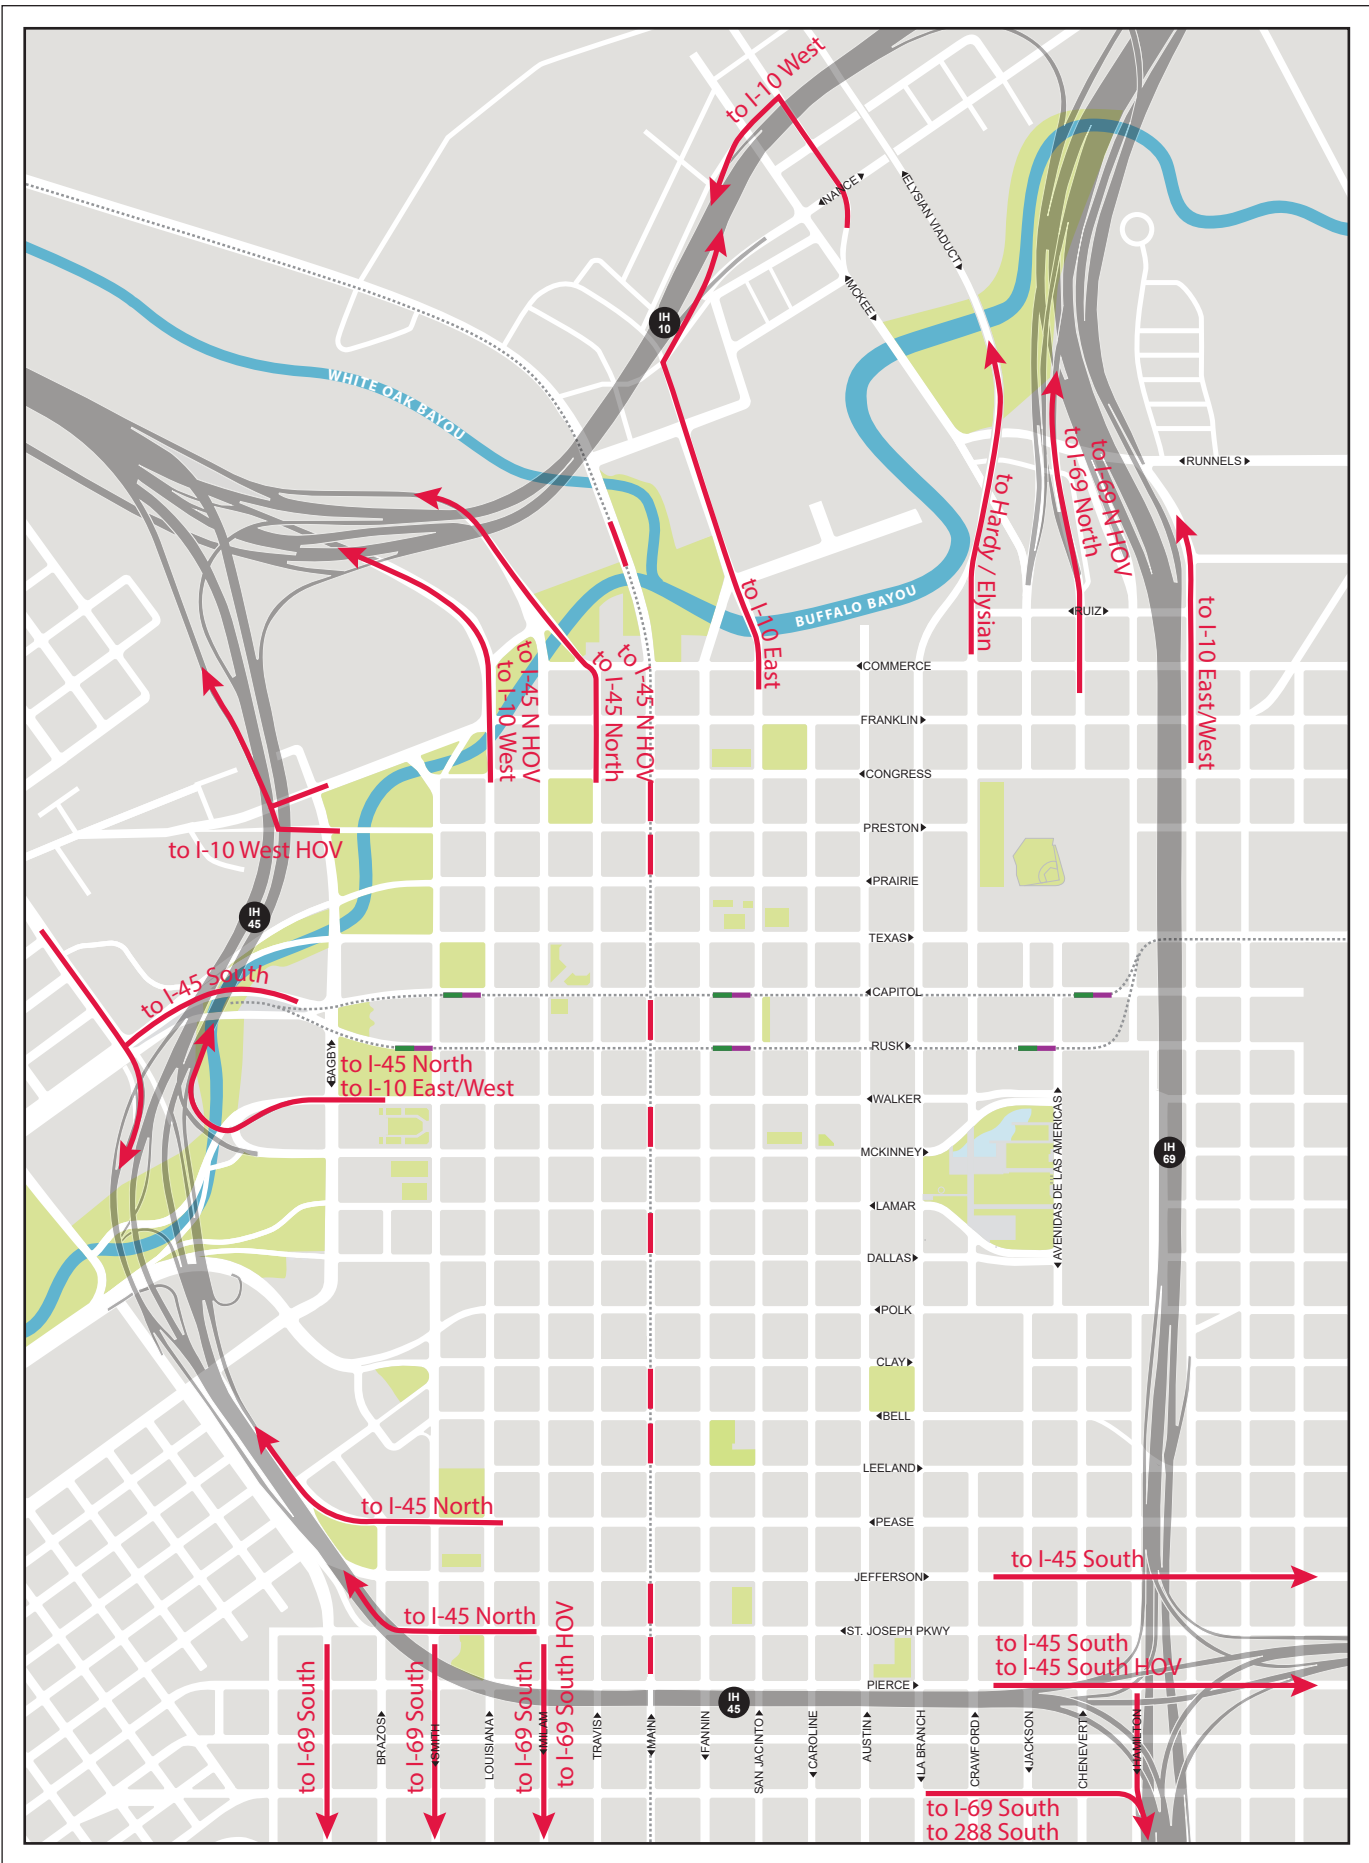 to I-10 West
◄NANCE►
◄ELYSIAN VIADUCT►
◄MCKEE►
IH
10
WHITE OAK BAYOU
◄RUNNELS►
to I-69 N HOV
to I-69 North
to Hardy / Elysian
◄RUIZ►
BUFFALO BAYOU
to I-10 East
to I-10 East/West
to I-45 N HOV
to I-10 West
to I-45 N HOV
to I-45 North
◄COMMERCE
FRANKLIN►
◄CONGRESS
PRESTON►
to I-10 West HOV
◄PRAIRIE
IH
45
TEXAS►
to I-45 South
◄CAPITOL
RUSK►
◄BAGBY►
to I-45 North
to I-10 East/West
◄WALKER
◄AVENIDAS DE LAS AMERICAS►
MCKINNEY►
IH
69
◄LAMAR
DALLAS►
◄POLK
CLAY►
◄BELL
LEELAND►
to I-45 North
◄PEASE
to I-45 South
JEFFERSON►
to I-45 North
◄ST. JOSEPH PKWY
to I-45 South
to I-45 South HOV
PIERCE►
IH
45
to I-69 South
BRAZOS►
to I-69 South
◄SMITH
LOUISIANA►
to I-69 South
◄MILAM
to I-69 South HOV
TRAVIS►
◄MAIN►
◄FANNIN
SAN JACINTO►
◄CAROLINE
AUSTIN►
◄LA BRANCH
CRAWFORD►
◄JACKSON
CHENEVERT►
◄HAMILTON
to I-69 South
to 288 South